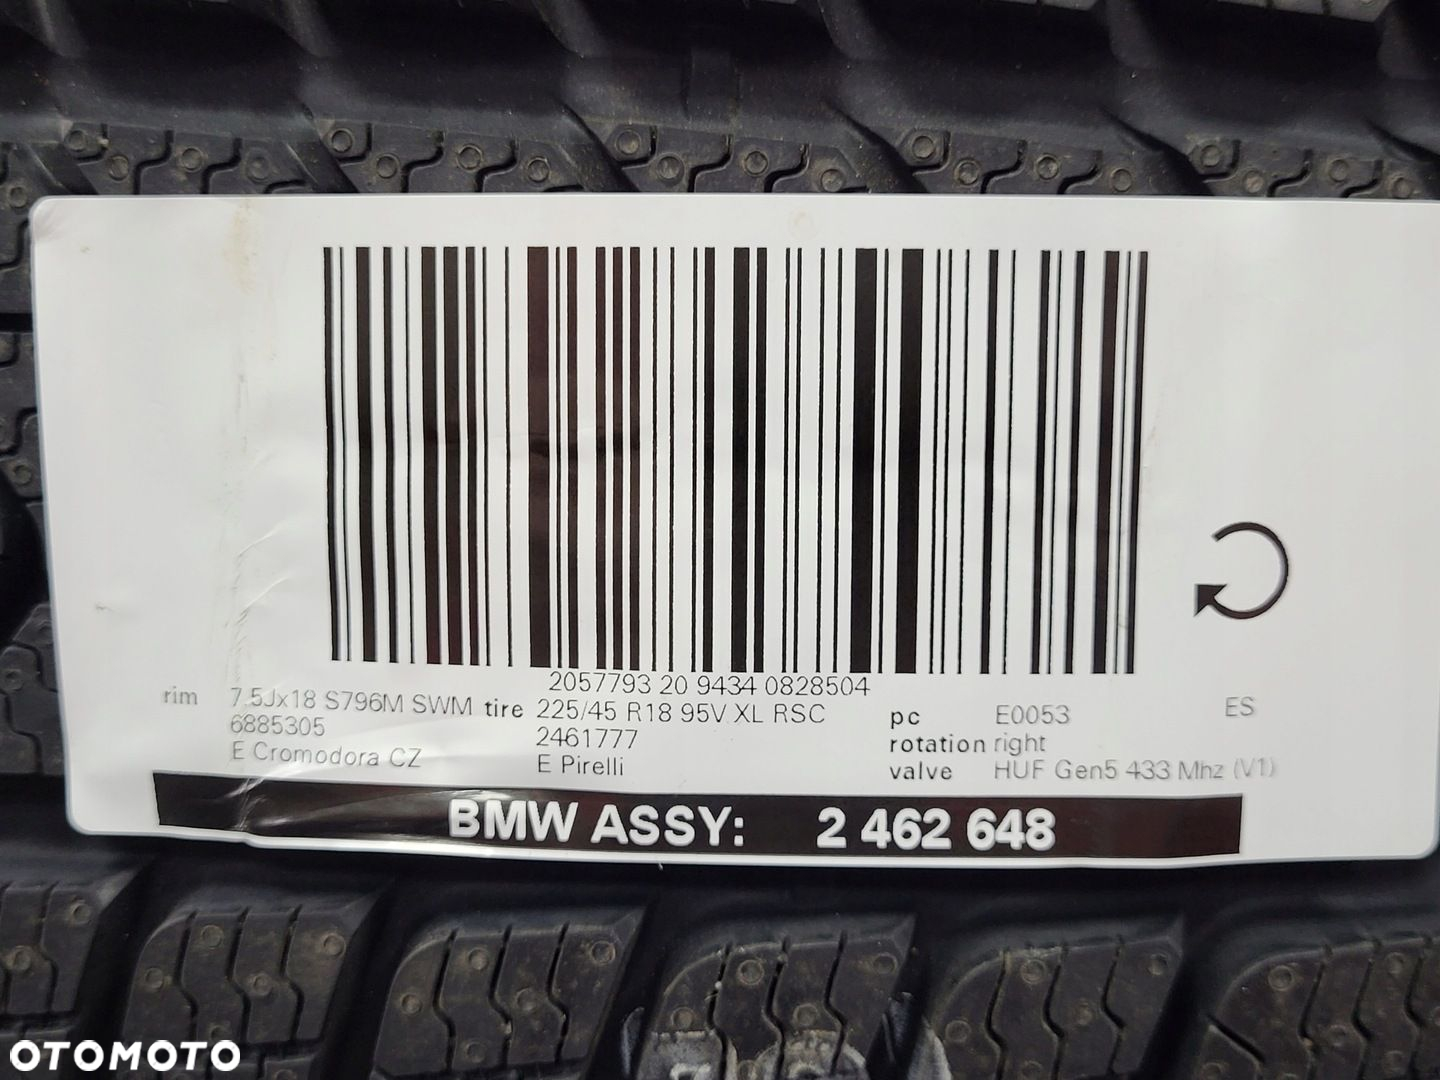 2057793 20 9434 0828504
rim 7.5Jx18 S796M SWM tire 225/45 R18 95V XL RSC pc E0053 ES
6885305 2461777 rotation right
E Cromodora CZ E Pirelli valve HUF Gen5 433 Mhz (V1)
BMW ASSY: 2 462 648
OTOMOTO